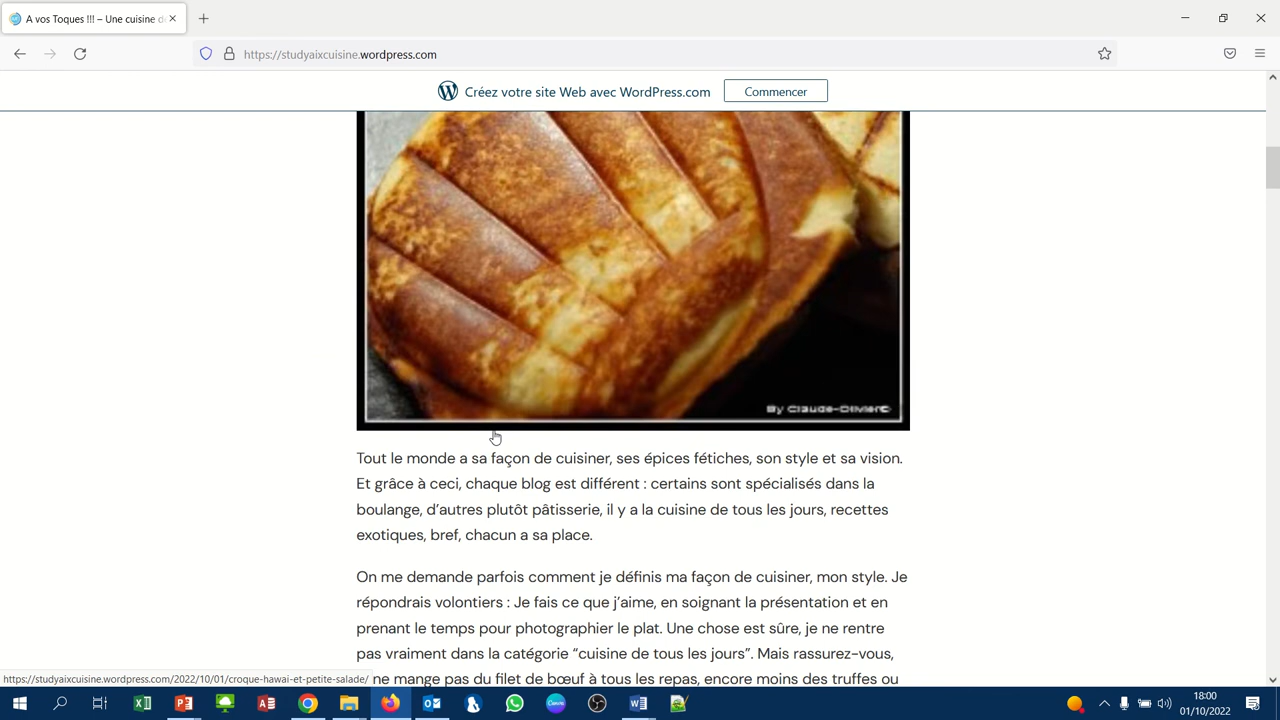 A vos Toques !!! – Une cuisine d
https://studyaixcuisine.wordpress.com
Créez votre site Web avec WordPress.com
Commencer
By Claude-Olivier©
Tout le monde a sa façon de cuisiner, ses épices fétiches, son style et sa vision.
Et grâce à ceci, chaque blog est différent : certains sont spécialisés dans la
boulange, d’autres plutôt pâtisserie, il y a la cuisine de tous les jours, recettes
exotiques, bref, chacun a sa place.
On me demande parfois comment je définis ma façon de cuisiner, mon style. Je
répondrais volontiers : Je fais ce que j’aime, en soignant la présentation et en
prenant le temps pour photographier le plat. Une chose est sûre, je ne rentre
pas vraiment dans la catégorie “cuisine de tous les jours”. Mais rassurez-vous,
ne mange pas du filet de bœuf à tous les repas, encore moins des truffes ou
https://studyaixcuisine.wordpress.com/2022/10/01/croque-hawai-et-petite-salade/
18:00
01/10/2022